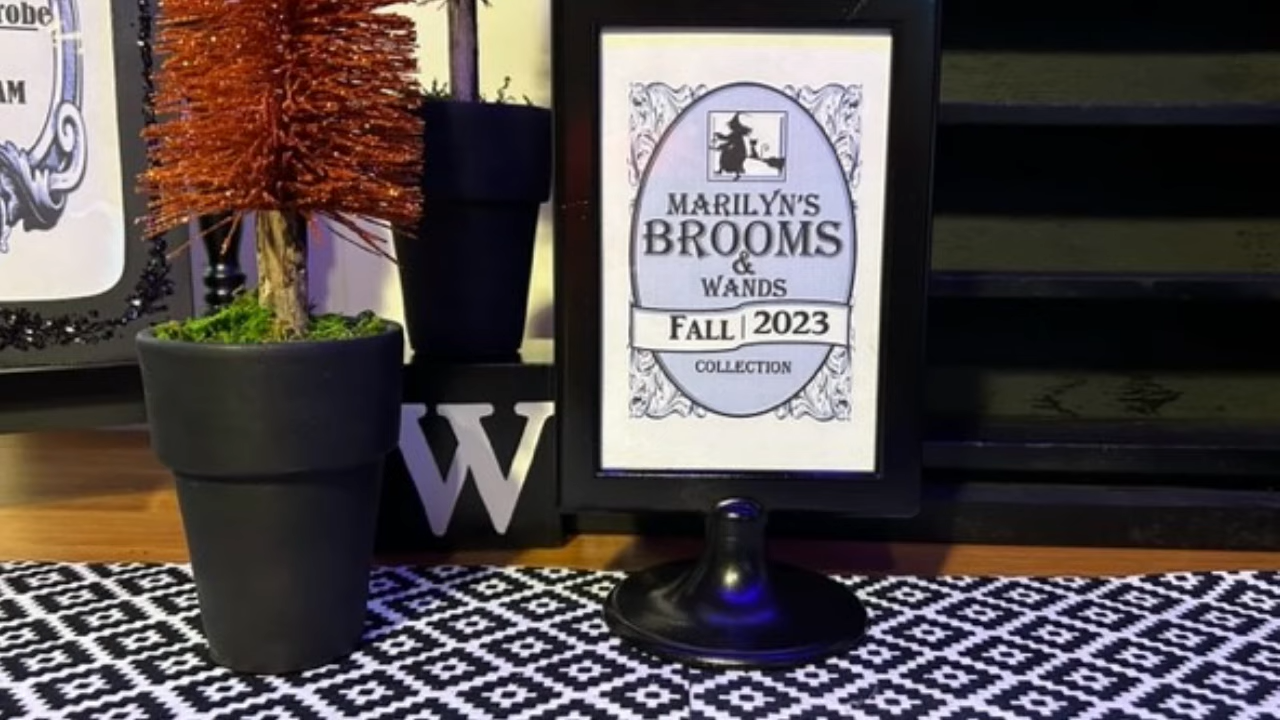 robe
AM
MARILYN'S
BROOMS
&
WANDS
FALL | 2023
COLLECTION
W